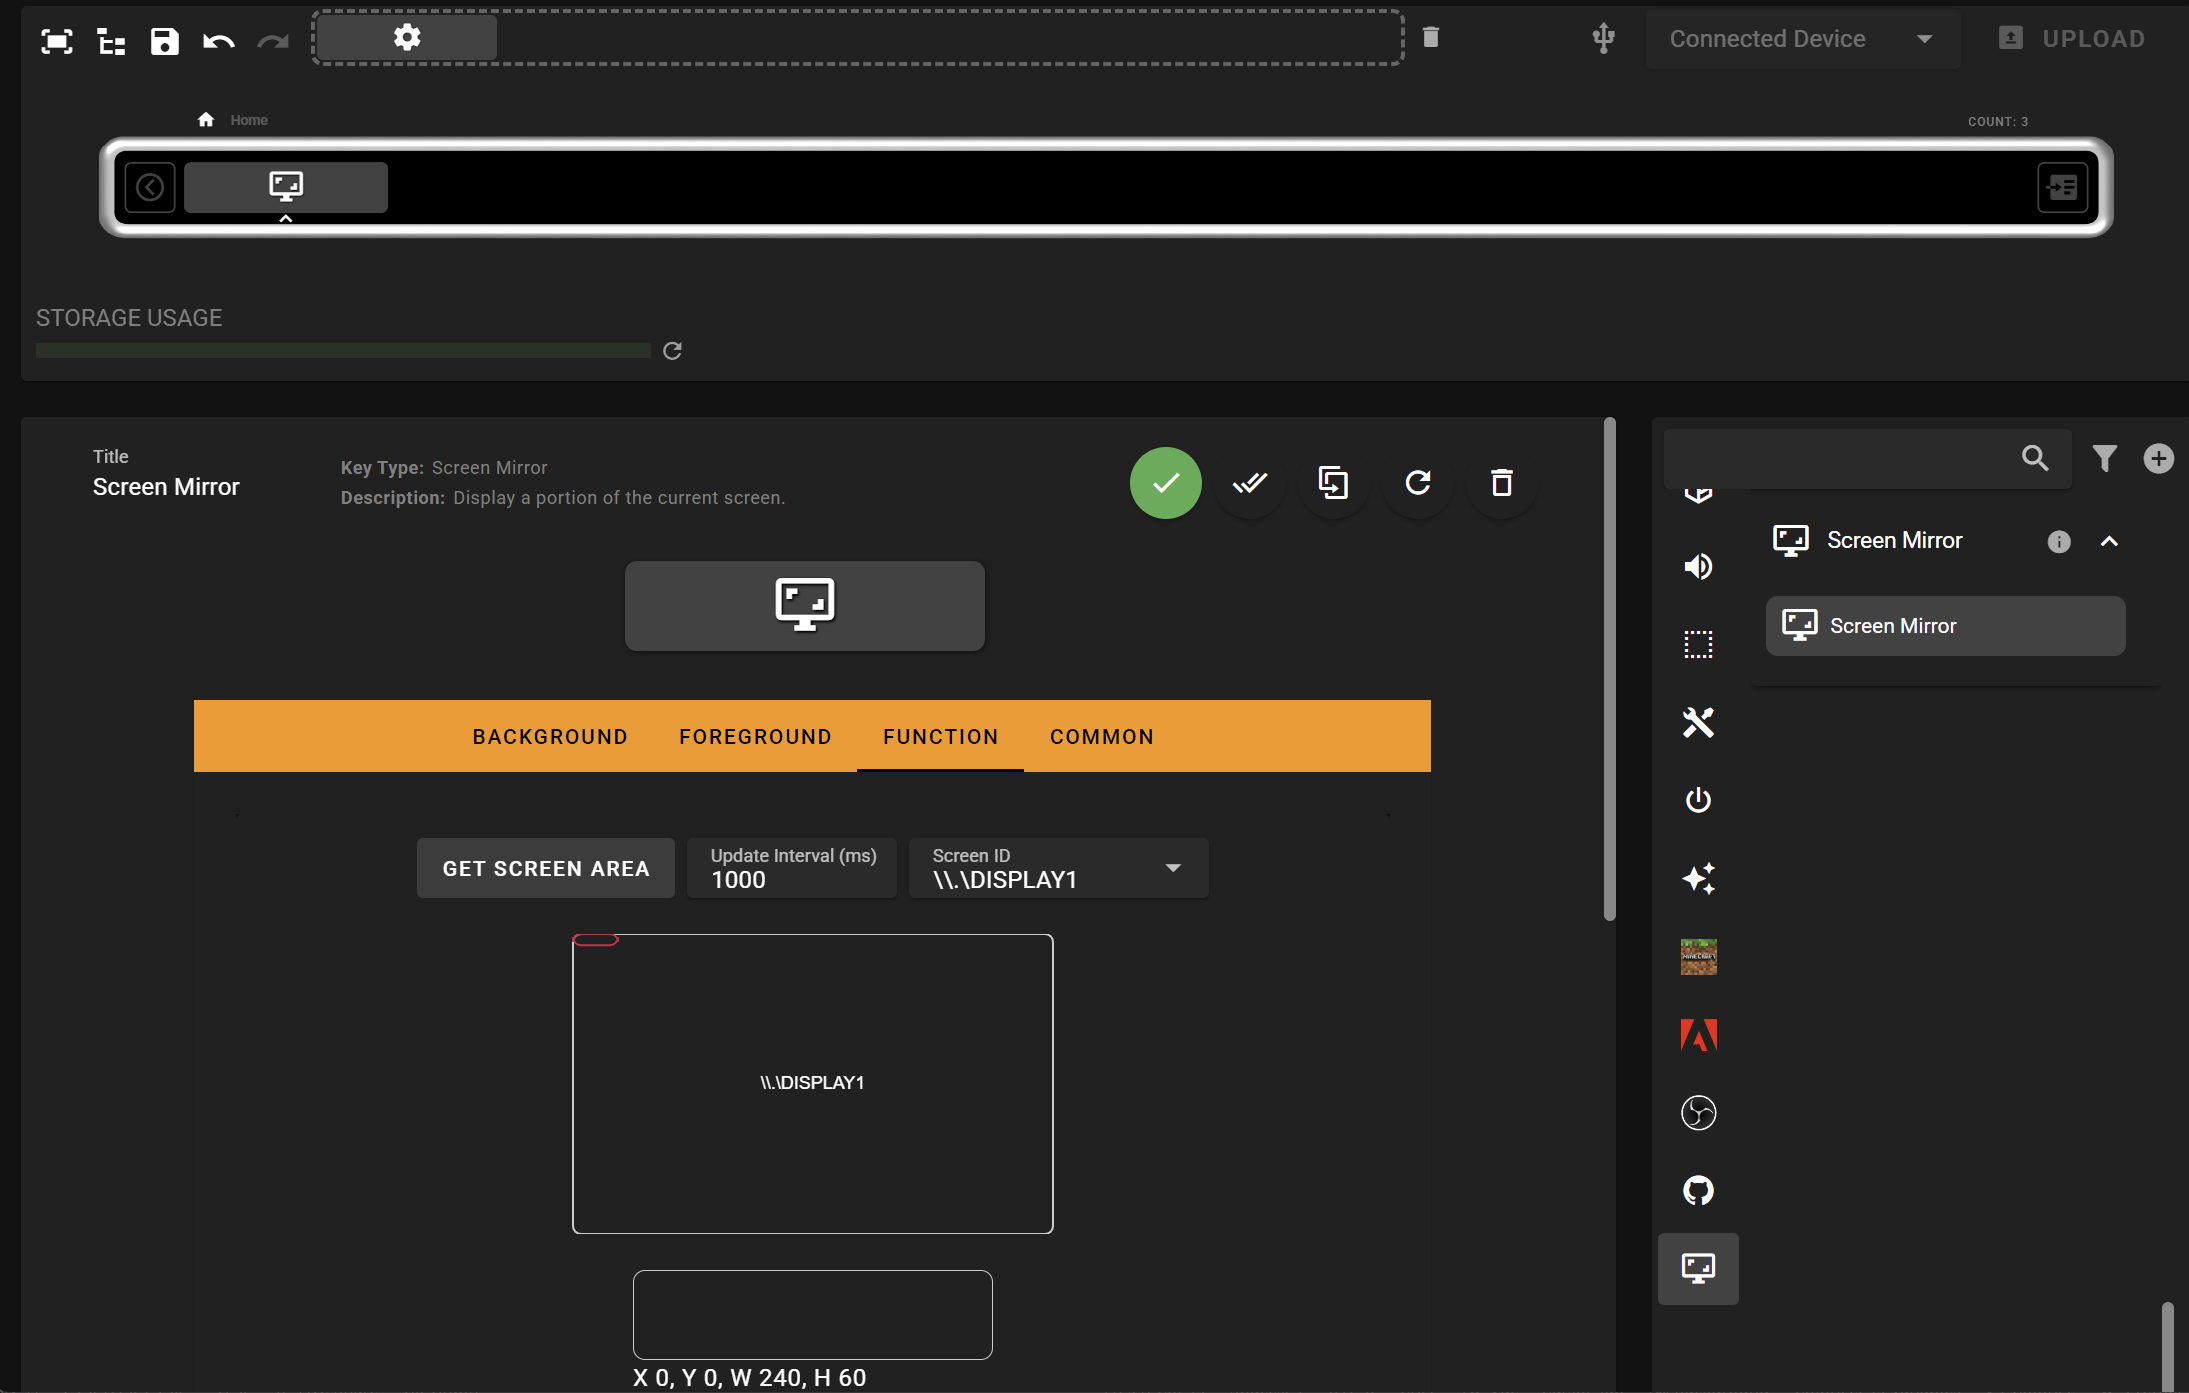 Connected Device
UPLOAD
Home
COUNT: 3
STORAGE USAGE
Title
Screen Mirror
Key Type: Screen Mirror
Description: Display a portion of the current screen.
BACKGROUND
FOREGROUND
FUNCTION
COMMON
GET SCREEN AREA
Update Interval (ms)
1000
Screen ID
\\.\DISPLAY1
\\.\DISPLAY1
X 0, Y 0, W 240, H 60
Screen Mirror
Screen Mirror
MINECRAFT